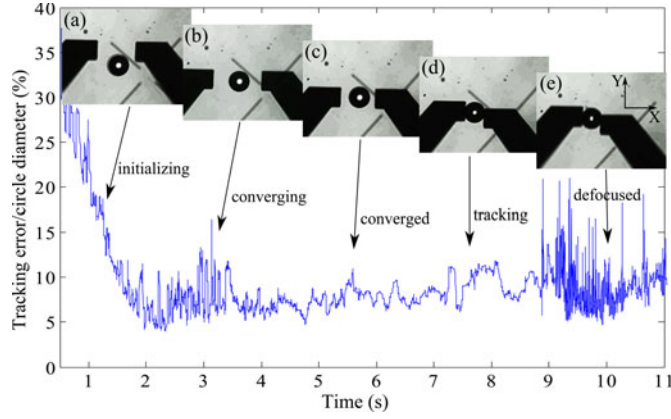 Tracking error/circle diameter (%)
40
35
30
25
20
15
10
5
0
(a)
(b)
(c)
(d)
(e)
Y
X
initializing
converging
converged
tracking
defocused
1 2 3 4 5 6 7 8 9 10 11
Time (s)